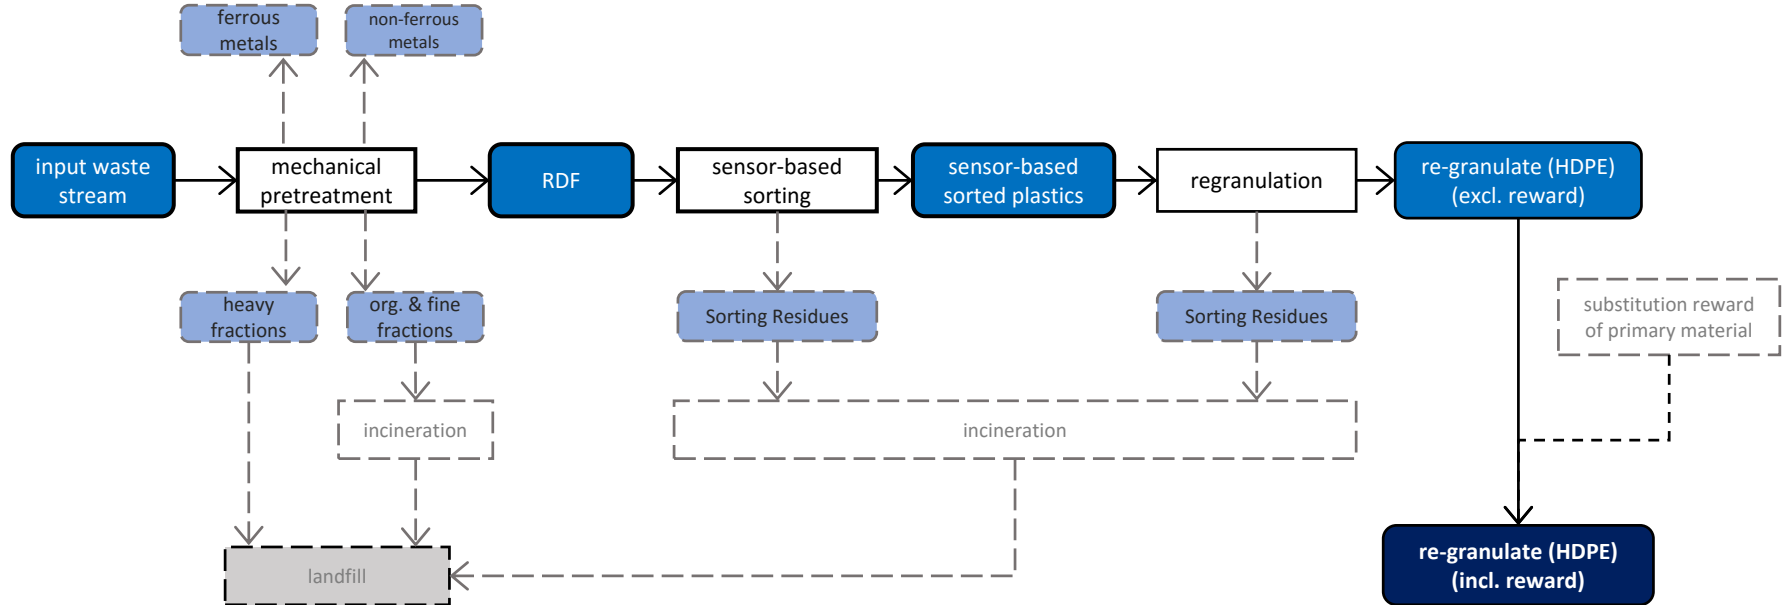 ferrous
metals
non-ferrous
metals
input waste
stream
mechanical
pretreatment
RDF
sensor-based
sorting
sensor-based
sorted plastics
regranulation
re-granulate (HDPE)
(excl. reward)
heavy
fractions
org. & fine
fractions
Sorting Residues
Sorting Residues
substitution reward
of primary material
incineration
incineration
landfill
re-granulate (HDPE)
(incl. reward)